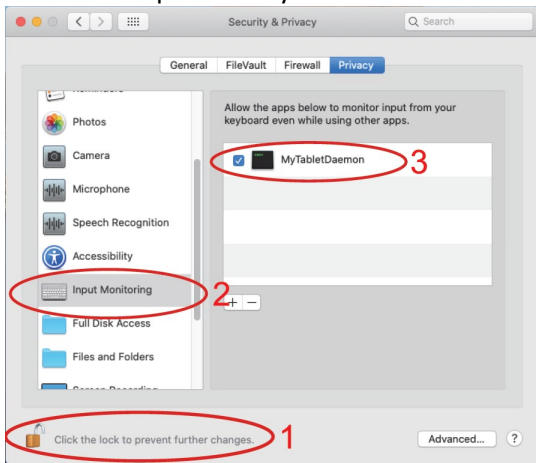 Security & Privacy
Search
General FileVault Firewall Privacy
Photos
Camera
Microphone
Speech Recognition
Accessibility
Input Monitoring
Full Disk Access
Files and Folders
Allow the apps below to monitor input from your
keyboard even while using other apps.
MyTabletDaemon
3
2
+ −
Click the lock to prevent further changes.
1
Advanced...
?